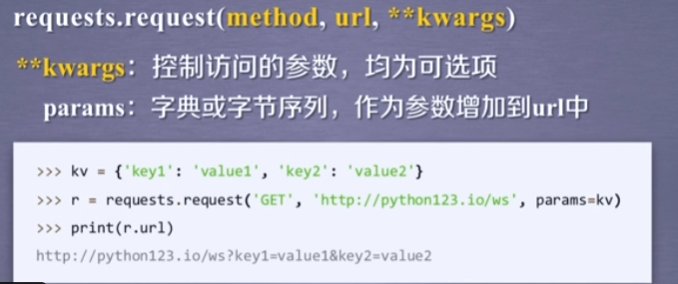 requests.request(method, url, **kwargs)
**kwargs：控制访问的参数，均为可选项
params：字典或字节序列，作为参数增加到url中
>>> kv = {'key1': 'value1', 'key2': 'value2'}
>>> r = requests.request('GET', 'http://python123.io/ws', params=kv)
>>> print(r.url)
http://python123.io/ws?key1=value1&key2=value2